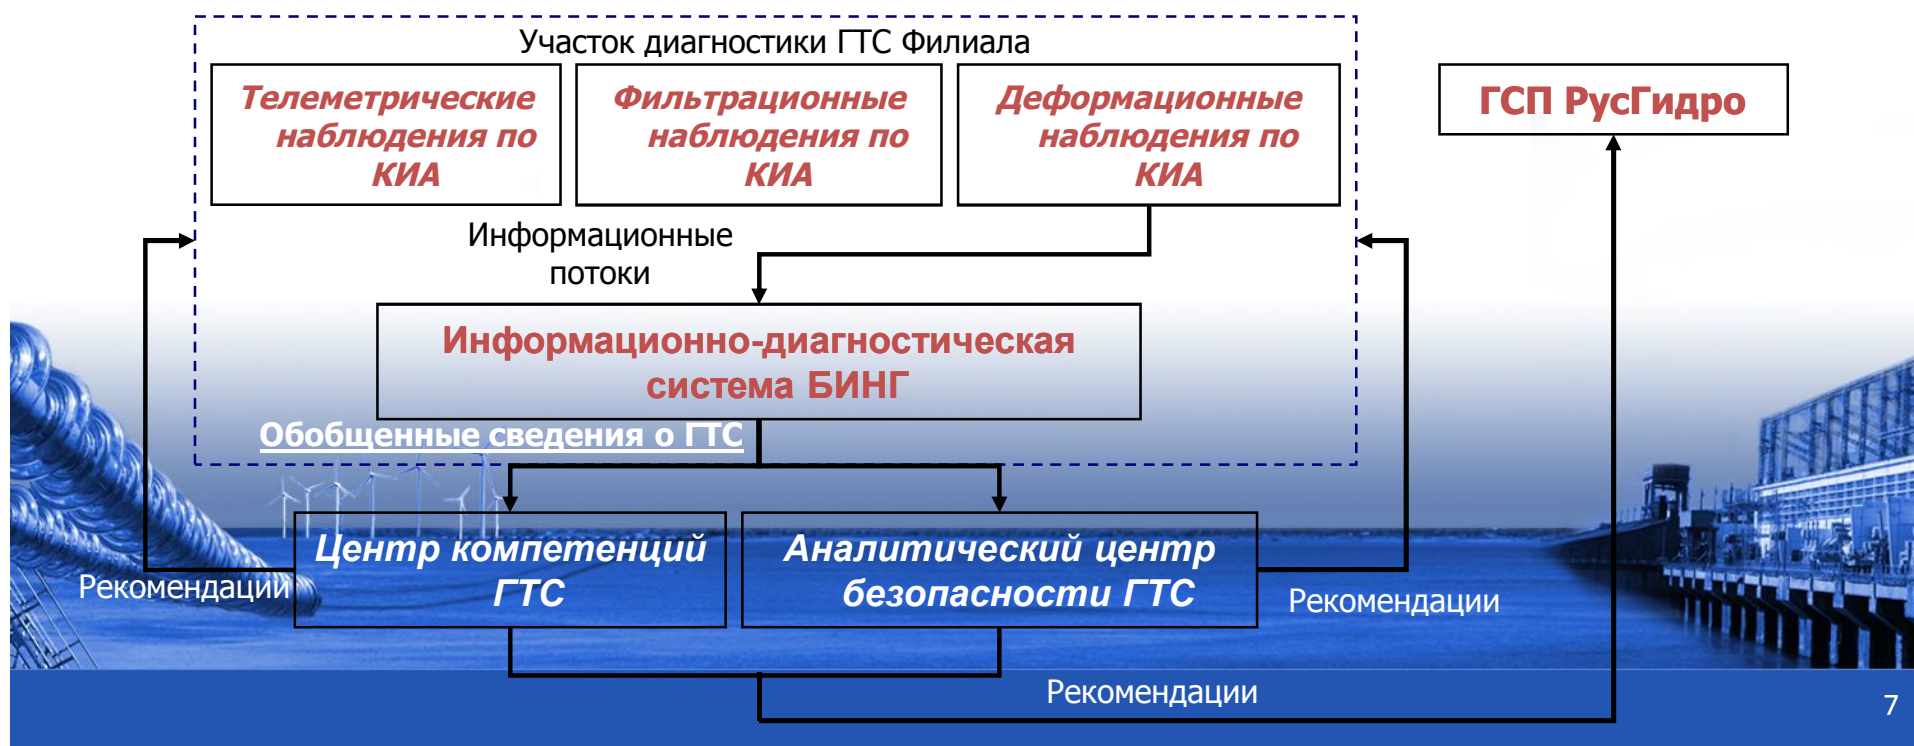 Участок диагностики ГТС Филиала
Телеметрические
наблюдения по
КИА
Фильтрационные
наблюдения по
КИА
Деформационные
наблюдения по
КИА
ГСП РусГидро
Информационные
потоки
Информационно-диагностическая
система БИНГ
Обобщенные сведения о ГТС
Центр компетенций
ГТС
Аналитический центр
безопасности ГТС
Рекомендации
Рекомендации
Рекомендации
7